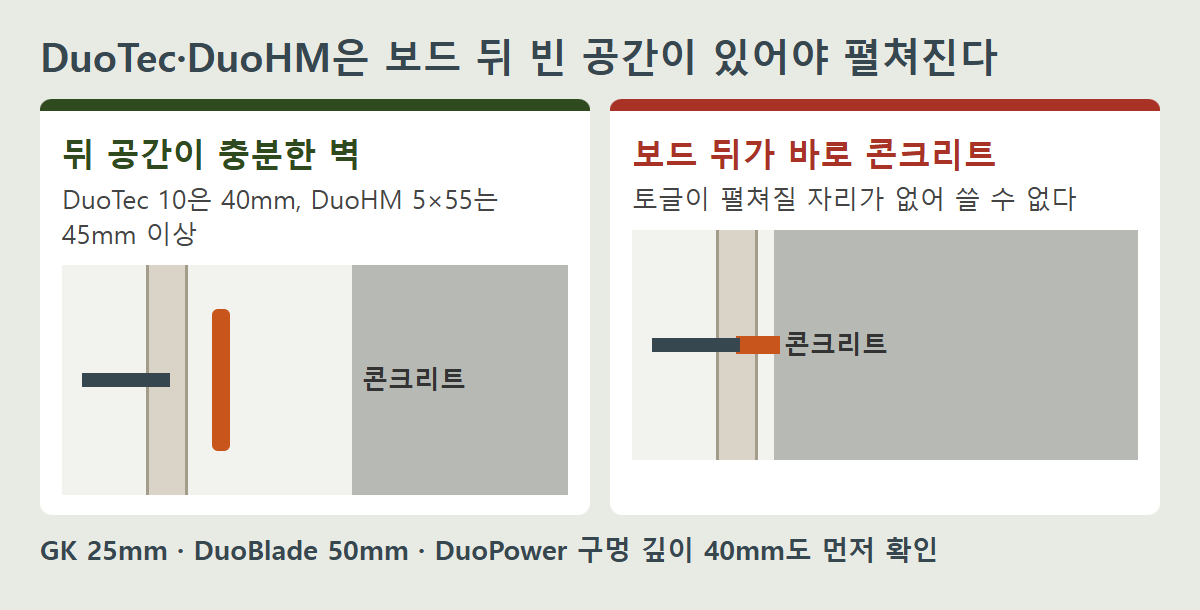 DuoTec·DuoHM은 보드 뒤 빈 공간이 있어야 펼쳐진다
뒤 공간이 충분한 벽
DuoTec 10은 40mm, DuoHM 5×55는
45mm 이상
콘크리트
보드 뒤가 바로 콘크리트
토글이 펼쳐질 자리가 없어 쓸 수 없다
콘크리트
GK 25mm · DuoBlade 50mm · DuoPower 구멍 깊이 40mm도 먼저 확인